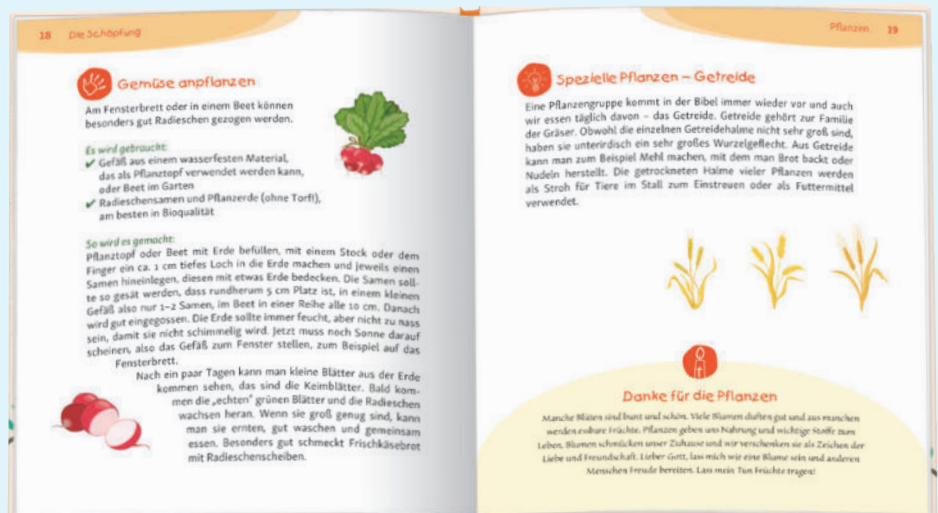 18 Die Schöpfung
Gemüse anpflanzen
Am Fensterbrett oder in einem Beet können
besonders gut Radieschen gezogen werden.
Es wird gebraucht:
✔ Gefäß aus einem wasserfesten Material,
das als Pflanztopf verwendet werden kann,
oder Beet im Garten
✔ Radieschensamen und Pflanzerde (ohne Torf!),
am besten in Bioqualität
So wird es gemacht:
Pflanztopf oder Beet mit Erde befüllen, mit einem Stock oder dem
Finger ein ca. 1 cm tiefes Loch in die Erde machen und jeweils einen
Samen hineinlegen, diesen mit etwas Erde bedecken. Die Samen soll-
te so gesät werden, dass rundherum 5 cm Platz ist, in einem kleinen
Gefäß also nur 1–2 Samen, im Beet in einer Reihe alle 10 cm. Danach
wird gut eingegossen. Die Erde sollte immer feucht, aber nicht zu nass
sein, damit sie nicht schimmelig wird. Jetzt muss noch Sonne darauf
scheinen, also das Gefäß zum Fenster stellen, zum Beispiel auf das
Fensterbrett.
Nach ein paar Tagen kann man kleine Blätter aus der Erde
kommen sehen, das sind die Keimblätter. Bald kom-
men die „echten“ grünen Blätter und die Radieschen
wachsen heran. Wenn sie groß genug sind, kann
man sie ernten, gut waschen und gemeinsam
essen. Besonders gut schmeckt Frischkäsebrot
mit Radieschenscheiben.
Pflanzen 19
Spezielle Pflanzen – Getreide
Eine Pflanzengruppe kommt in der Bibel immer wieder vor und auch
wir essen täglich davon – das Getreide. Getreide gehört zur Familie
der Gräser. Obwohl die einzelnen Getreidehalme nicht sehr groß sind,
haben sie unterirdisch ein sehr großes Wurzelgeflecht. Aus Getreide
kann man zum Beispiel Mehl machen, mit dem man Brot backt oder
Nudeln herstellt. Die getrockneten Halme vieler Pflanzen werden
als Stroh für Tiere im Stall zum Einstreuen oder als Futtermittel
verwendet.
Danke für die Pflanzen
Manche Blüten sind bunt und schön. Viele Blumen duften gut und aus manchen
werden essbare Früchte. Pflanzen geben uns Nahrung und wichtige Stoffe zum
Leben. Blumen schmücken unser Zuhause und wir verschenken sie als Zeichen der
Liebe und Freundschaft. Lieber Gott, lass mich wie eine Blume sein und anderen
Menschen Freude bereiten. Lass mein Tun Früchte tragen!